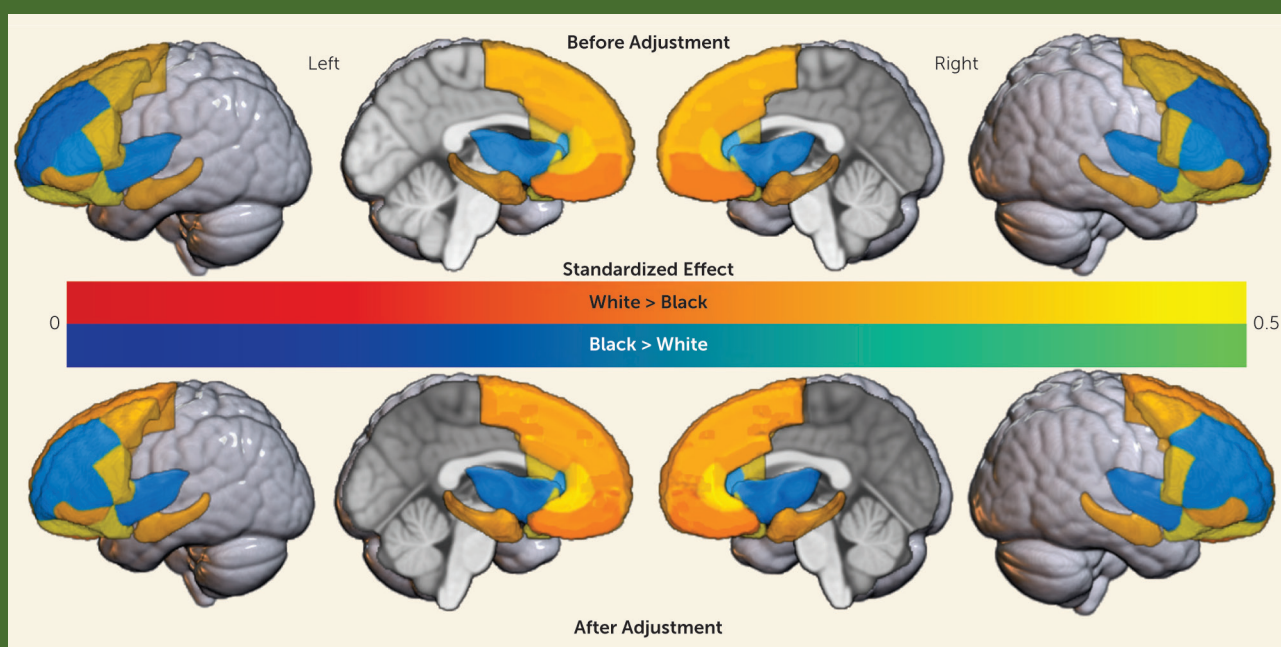 Before Adjustment
Left
Right
Standardized Effect
White > Black
0
0.5
Black > White
After Adjustment